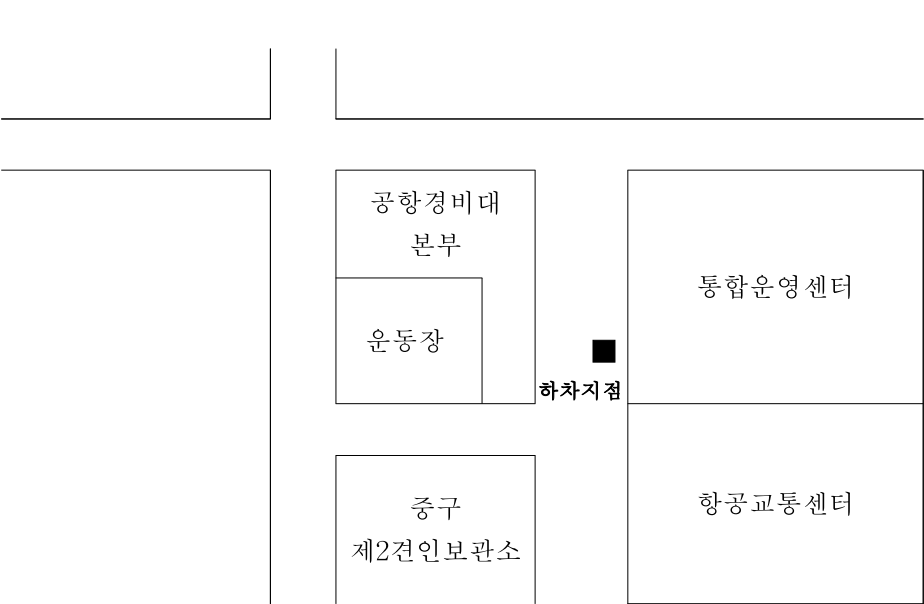 공항경비대
본부
통합운영센터
운동장
하차지점
중구
제2견인보관소
항공교통센터